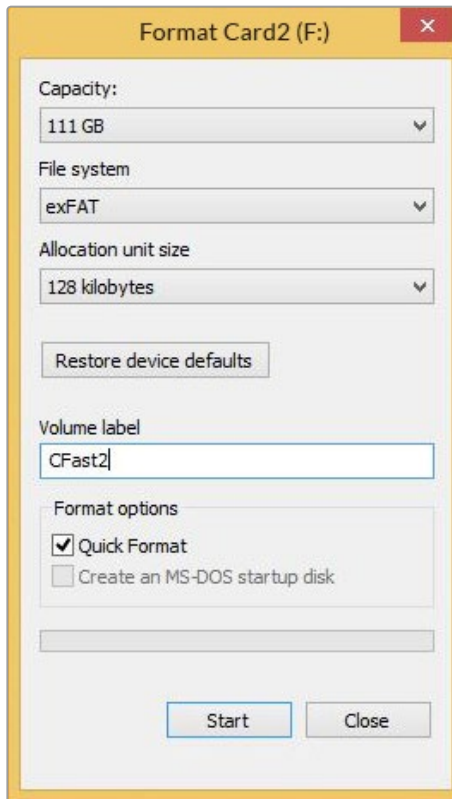 Format Card2 (F:)
Capacity:
111 GB
File system
exFAT
Allocation unit size
128 kilobytes
Restore device defaults
Volume label
CFast2
Format options
Quick Format
Create an MS-DOS startup disk
Start Close